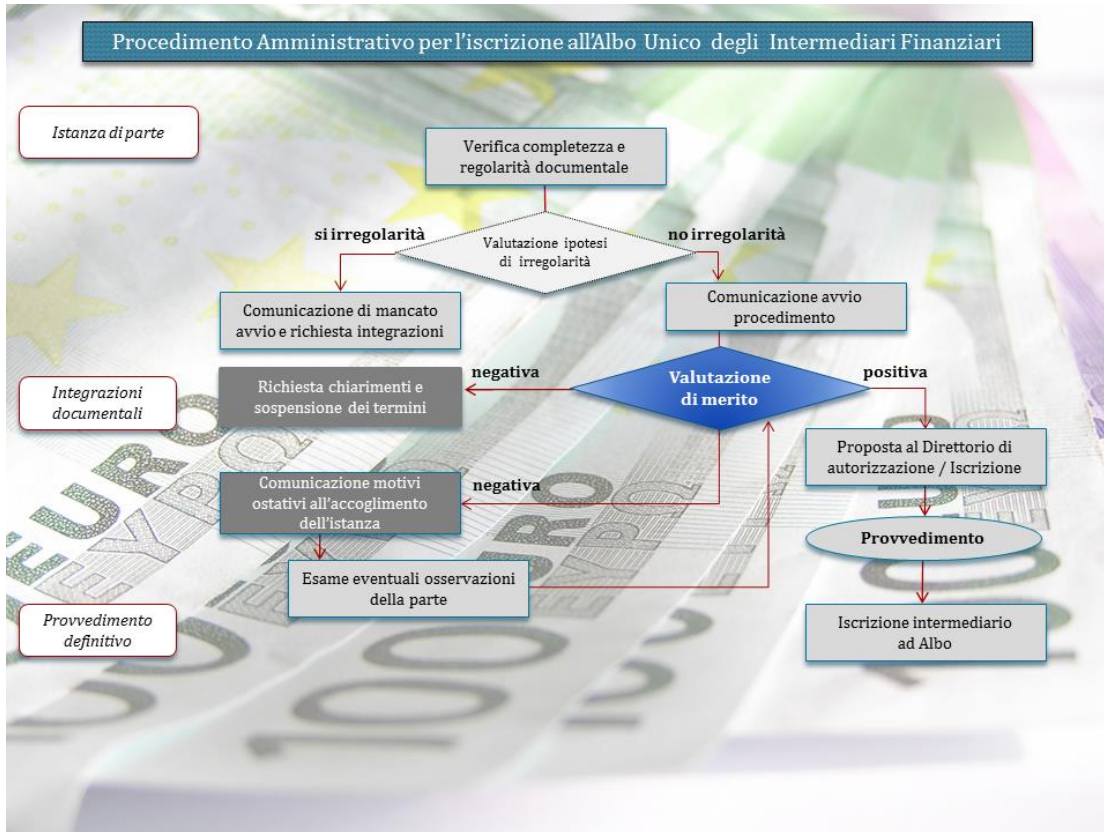 Procedimento Amministrativo per l'iscrizione all'Albo Unico degli Intermediari Finanziari
Istanza di parte
Verifica completezza e
regolarità documentale
si irregolarità
Valutazione ipotesi
di irregolarità
no irregolarità
Comunicazione di mancato
avvio e richiesta integrazioni
Comunicazione avvio
procedimento
Integrazioni
documentali
Richiesta chiarimenti e
sospensione dei termini
negativa
Valutazione
di merito
positiva
Proposta al Direttorio di
autorizzazione / Iscrizione
Comunicazione motivi
ostativi all'accoglimento
dell'istanza
negativa
Provvedimento
Esame eventuali osservazioni
della parte
Provvedimento
definitivo
Iscrizione intermediario
ad Albo
EURO
ΕΥΡΩ
100